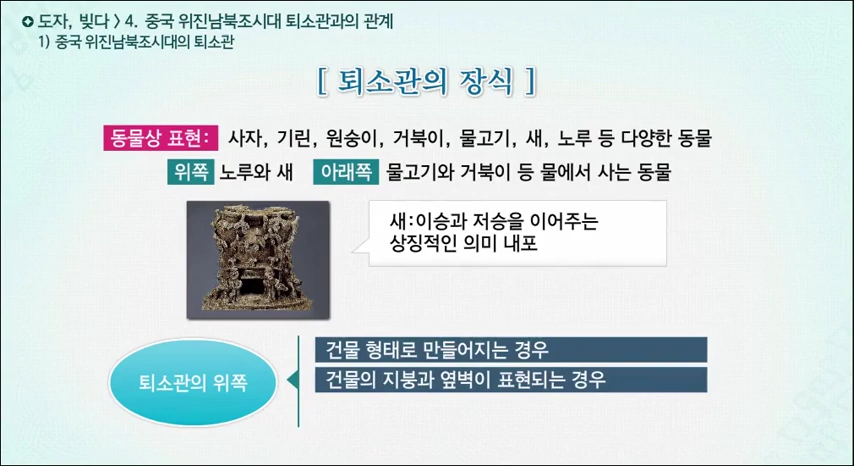 도자, 빚다 > 4. 중국 위진남북조시대 퇴소관과의 관계
1) 중국 위진남북조시대의 퇴소관
[ 퇴소관의 장식 ]
동물상 표현: 사자, 기린, 원숭이, 거북이, 물고기, 새, 노루 등 다양한 동물
위쪽 노루와 새 아래쪽 물고기와 거북이 등 물에서 사는 동물
새:이승과 저승을 이어주는
상징적인 의미 내포
퇴소관의 위쪽
건물 형태로 만들어지는 경우
건물의 지붕과 옆벽이 표현되는 경우